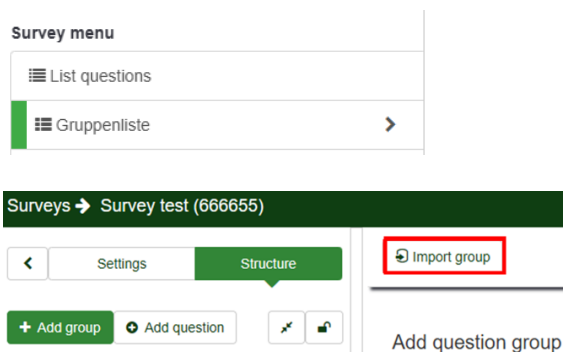 Survey menu
List questions
Gruppenliste
Surveys → Survey test (666655)
Settings Structure
Import group
+ Add group Add question
Add question group